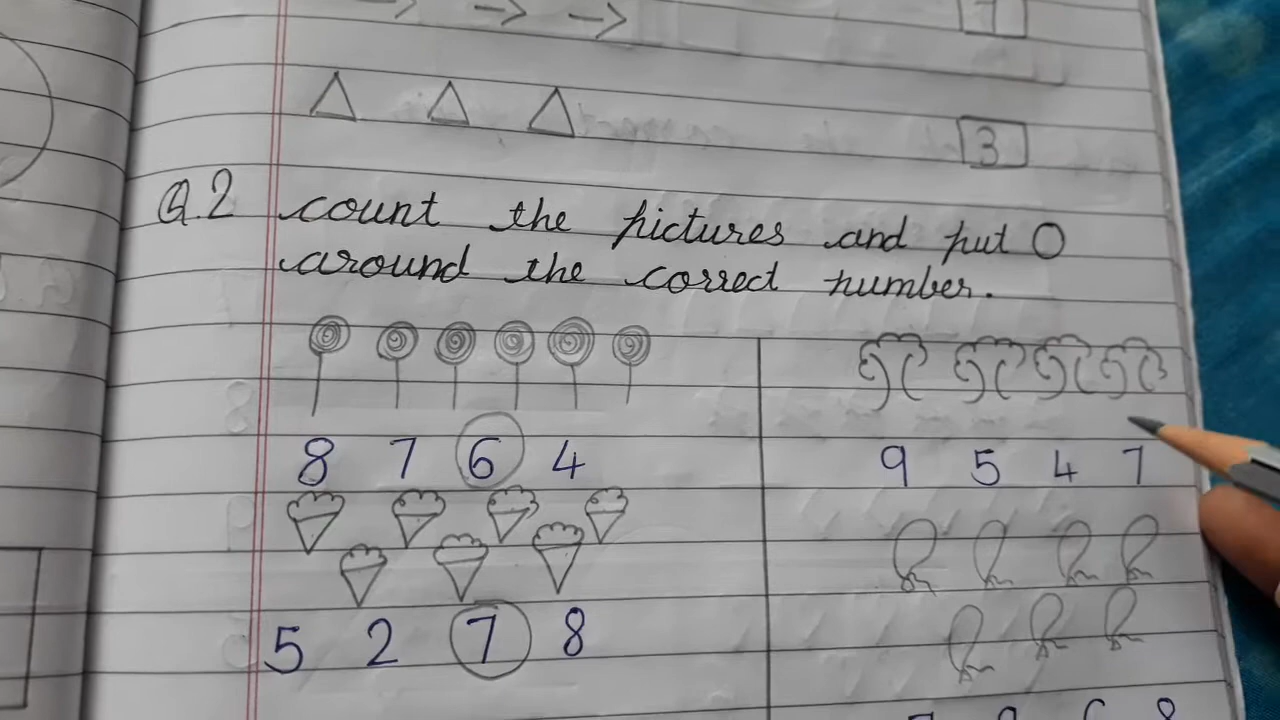 3
Q.2 count the pictures and put O
around the correct number.
8 7 6 4
9 5 4 7
5 2 7 8